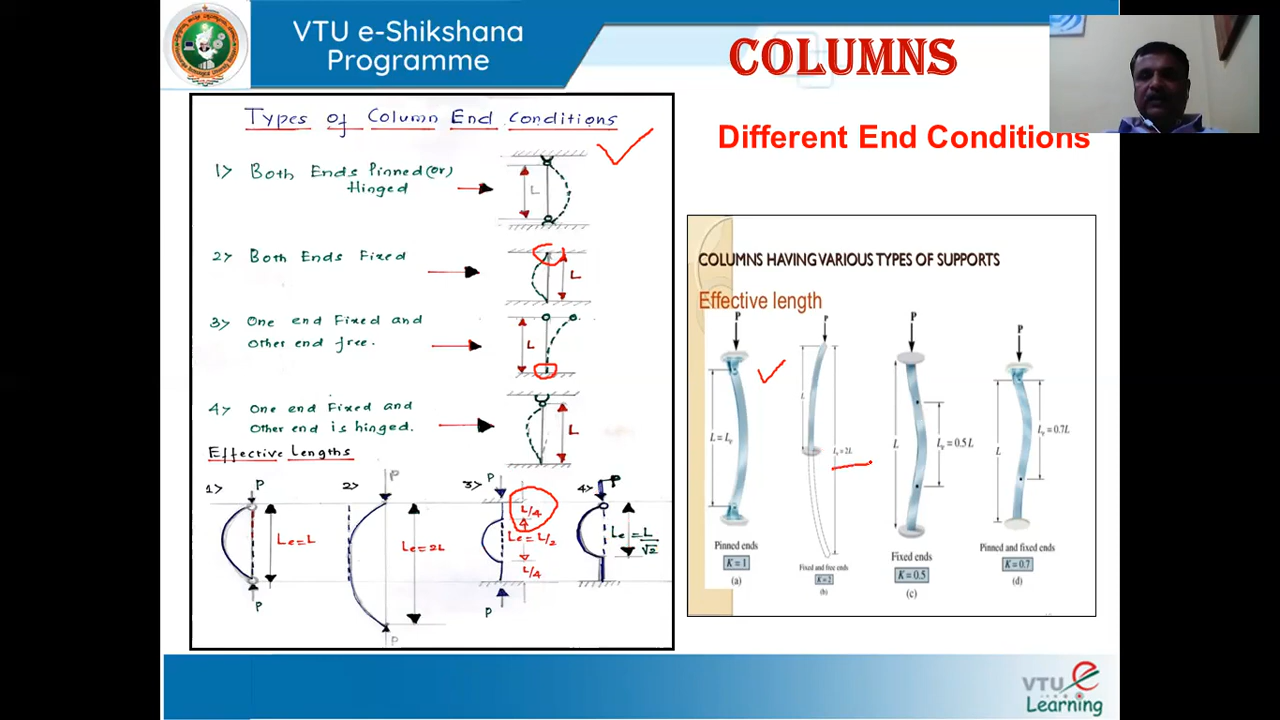 VTU e-Shikshana
Programme
COLUMNS
Different End Conditions
Types of Column End Conditions
1> Both Ends Pinned (or)
Hinged
L
2> Both Ends Fixed
L
3> One end Fixed and
Other end free.
L
4> One end Fixed and
Other end is hinged.
L
Effective Lengths
1> P
Le=L
P
2> P
Le=2L
P
3> P
L/4
Le=L/2
L/4
P
4> P
Le=L/√2
COLUMNS HAVING VARIOUS TYPES OF SUPPORTS
Effective length
P
L=Le
Pinned ends
K=1
(a)
P
L
Le=2L
Fixed and free ends
K=2
(b)
P
L
Le=0.5L
Fixed ends
K=0.5
(c)
P
L
Le=0.7L
Pinned and fixed ends
K=0.7
(d)
VTU e
Learning